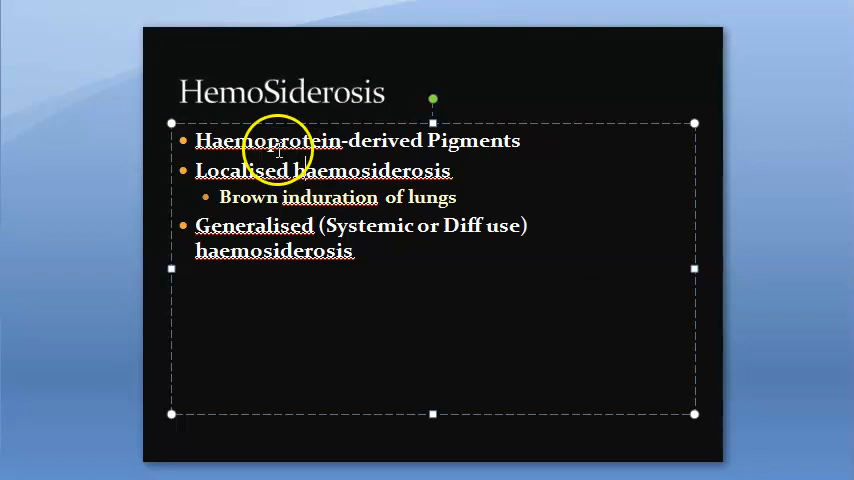 HemoSiderosis
Haemoprotein-derived Pigments
Localised haemosiderosis
Brown induration of lungs
Generalised (Systemic or Diff use)
haemosiderosis